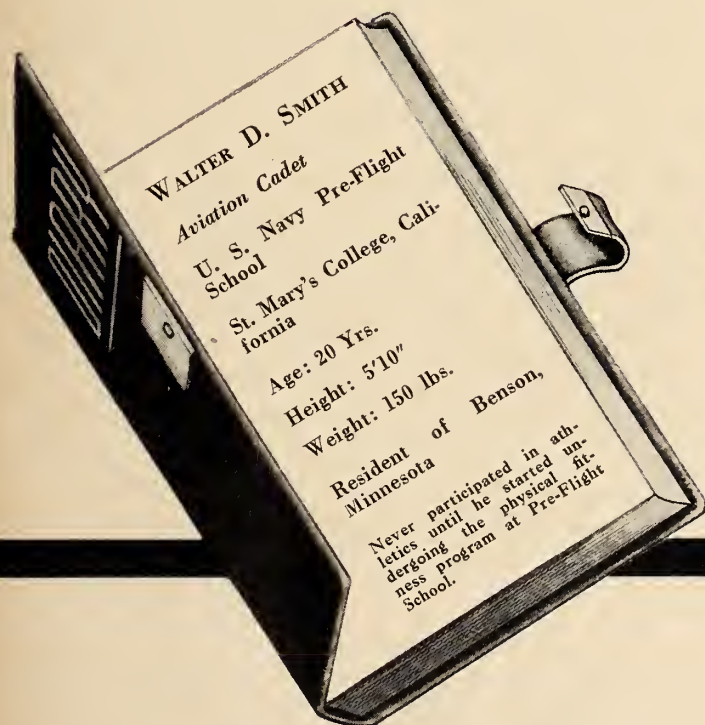 WALTER D. SMITH
Aviation Cadet
U. S. Navy Pre-Flight
School
St. Mary's College, Cali-
fornia
Age: 20 Yrs.
Height: 5'10"
Weight: 150 lbs.
Resident of Benson,
Minnesota
Never participated in ath-
letics until he started un-
dergoing the physical fit-
ness program at Pre-Flight
School.